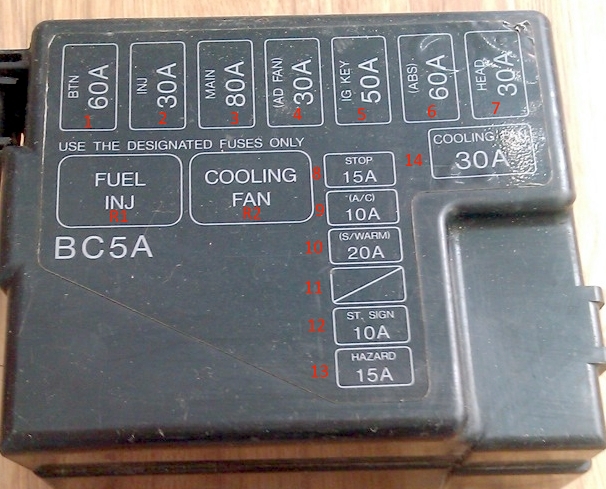 BTN 60A 1
INJ 30A 2
MAIN 80A 3
(AD FAN) 30A 4
IG KEY 50A 5
(ABS) 60A 6
HEAD 30A 7
USE THE DESIGNATED FUSES ONLY
FUEL
INJ
R1
COOLING
FAN
R2
8 STOP
15A
14 COOLING FAN
30A
9 (A/C)
10A
BC5A
10 (S/WARM)
20A
11
12 ST. SIGN
10A
13 HAZARD
15A